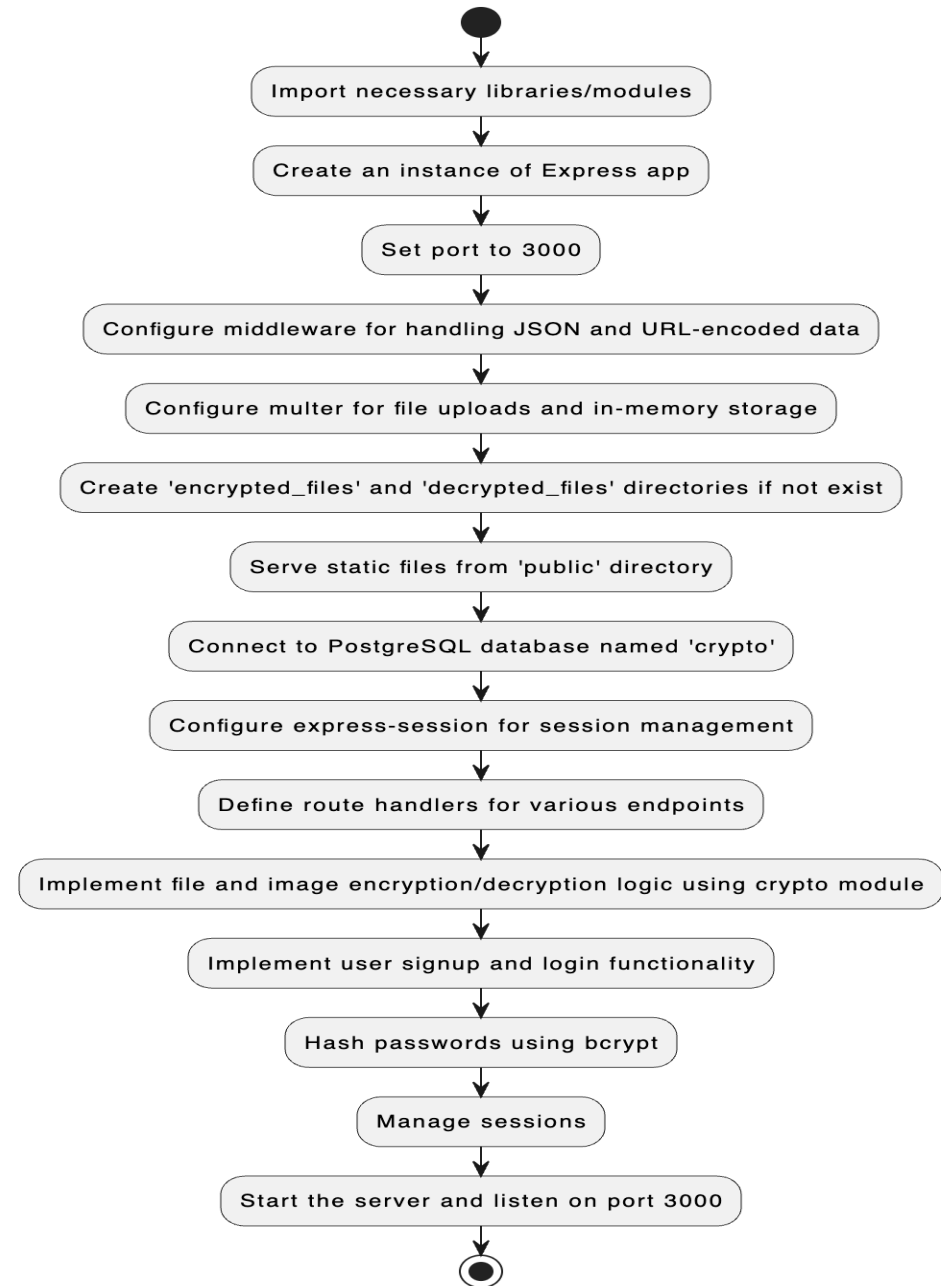 Import necessary libraries/modules
Create an instance of Express app
Set port to 3000
Configure middleware for handling JSON and URL-encoded data
Configure multer for file uploads and in-memory storage
Create 'encrypted_files' and 'decrypted_files' directories if not exist
Serve static files from 'public' directory
Connect to PostgreSQL database named 'crypto'
Configure express-session for session management
Define route handlers for various endpoints
Implement file and image encryption/decryption logic using crypto module
Implement user signup and login functionality
Hash passwords using bcrypt
Manage sessions
Start the server and listen on port 3000